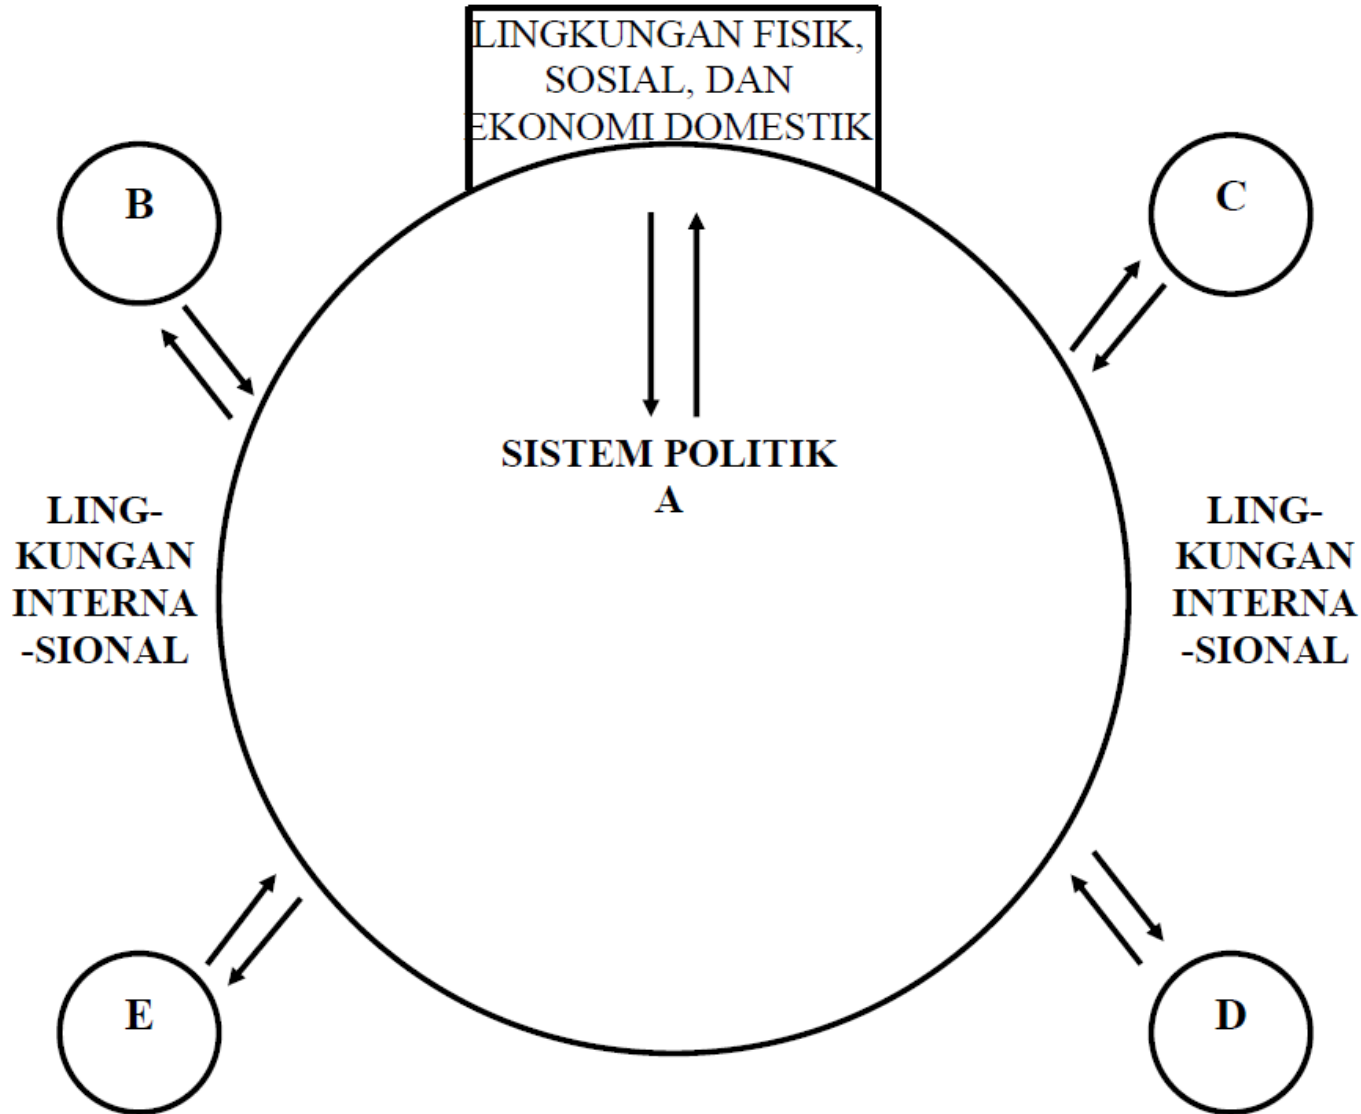 LINGKUNGAN FISIK,
SOSIAL, DAN
EKONOMI DOMESTIK
B
C
SISTEM POLITIK
A
LING-
KUNGAN
INTERNA
-SIONAL
LING-
KUNGAN
INTERNA
-SIONAL
E
D